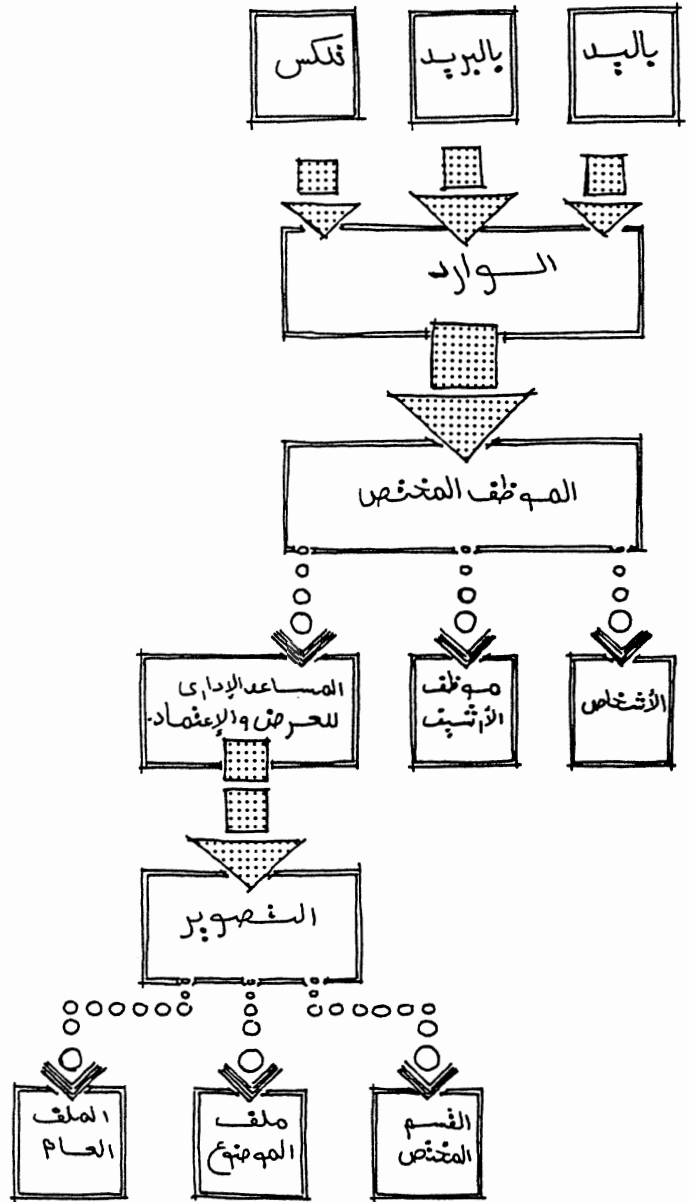 باليد
بالبريد
تلكس
الوارد
الموظف المختص
الأشخاص
موظف
الأرشيف
المساعد الإداري
للعرض والإعتماد.
التصوير
القسم
المختص
ملف
الموضوع
الملف
العام